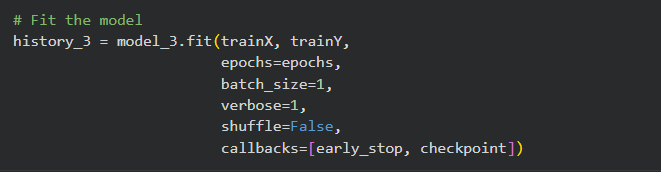 # Fit the model
history_3 = model_3.fit(trainX, trainY,
                        epochs=epochs,
                        batch_size=1,
                        verbose=1,
                        shuffle=False,
                        callbacks=[early_stop, checkpoint])